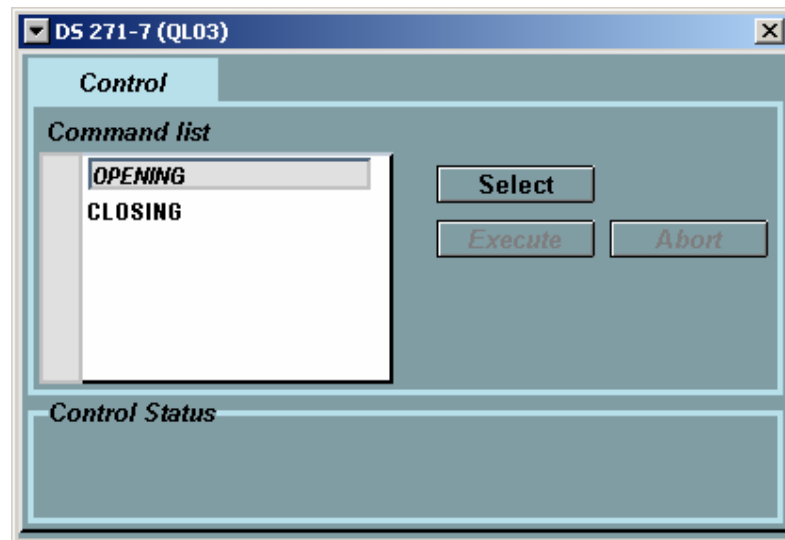 DS 271-7 (QL03)
Control
Command list
OPENING
CLOSING
Select
Execute
Abort
Control Status